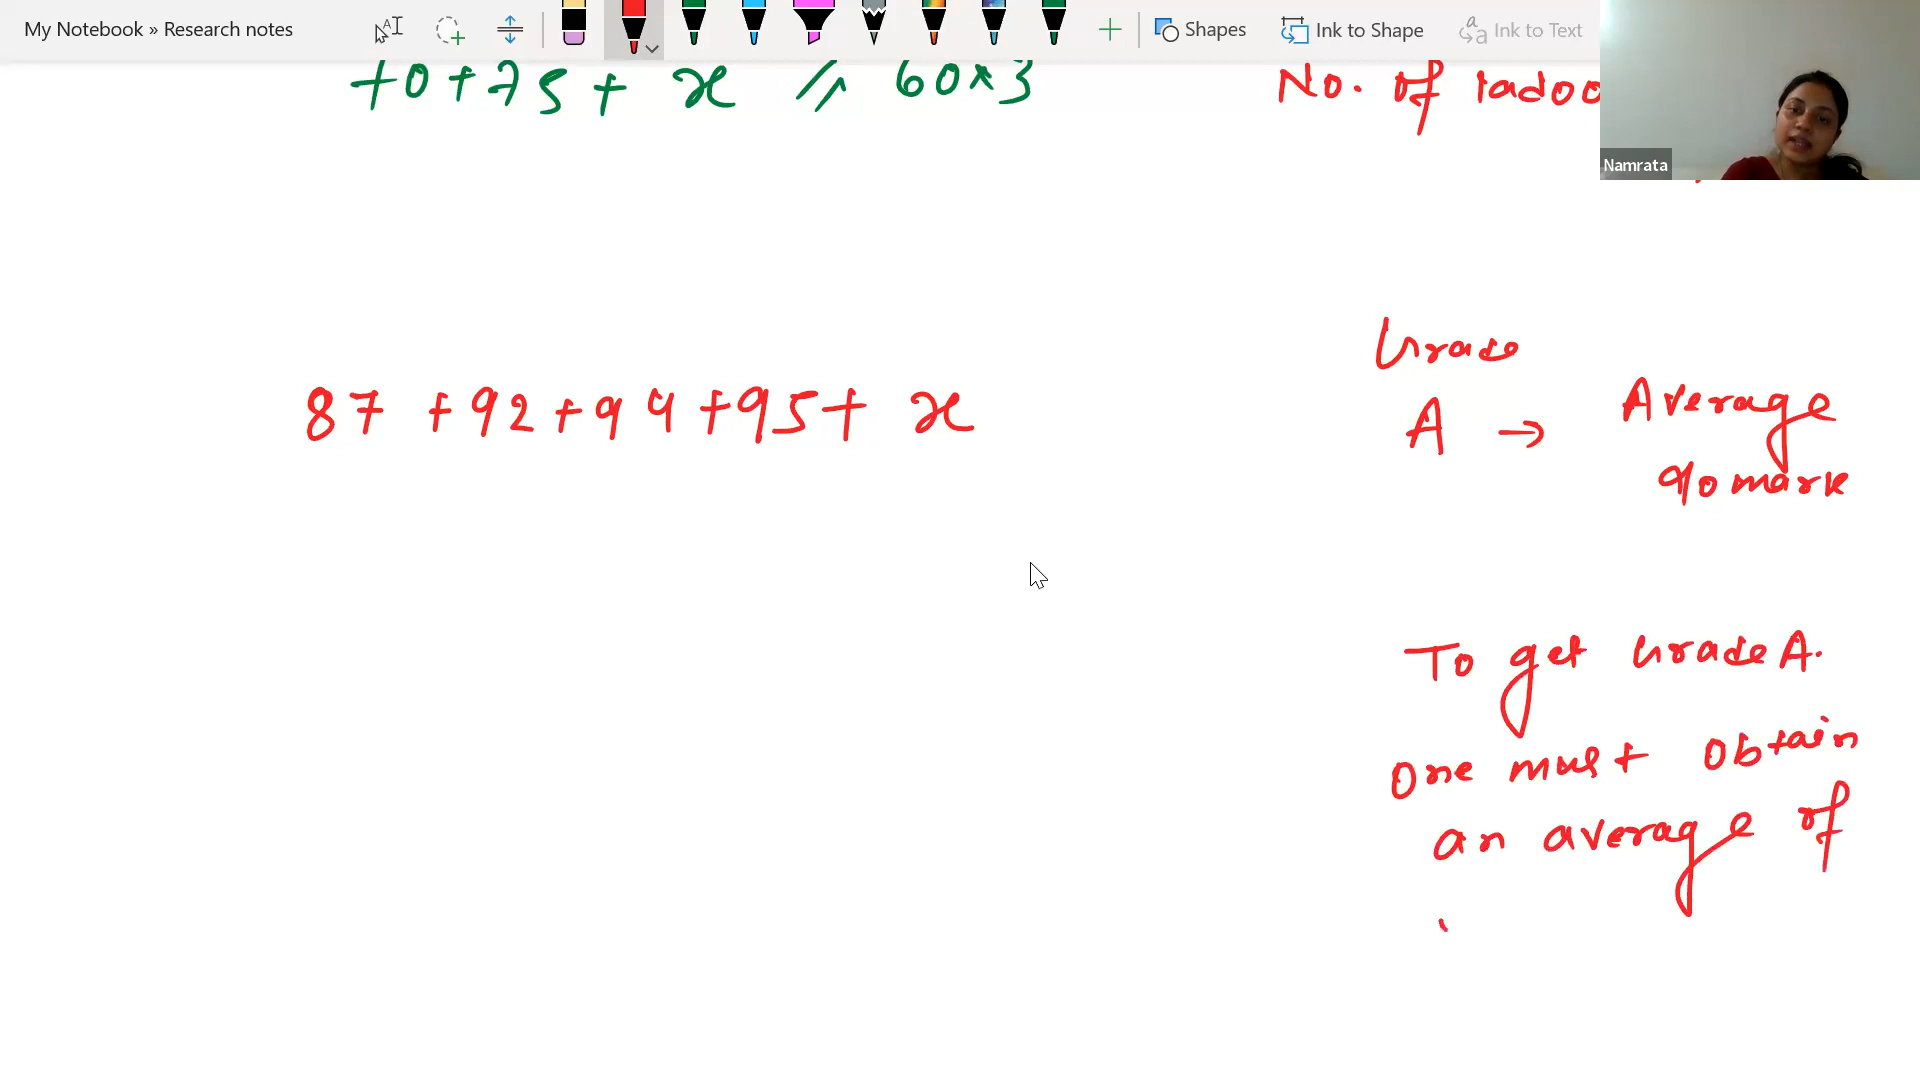 My Notebook » Research notes
Shapes
Ink to Shape
Ink to Text
70 + 75 + x ⩾ 60 × 3
No. of ladoo
Namrata
Grade
A → Average
90 mark
87 + 92 + 94 + 95 + x
To get Grade A.
One must obtain
an average of